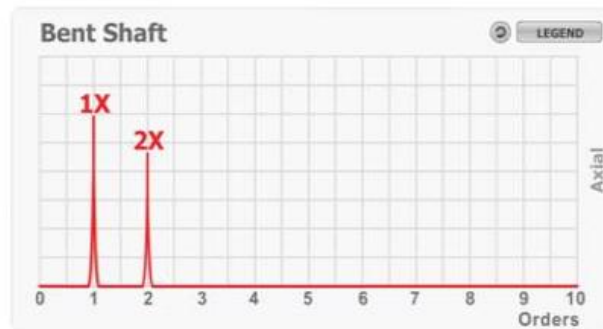 Bent Shaft
LEGEND
1X
2X
Axial
0 1 2 3 4 5 6 7 8 9 10
Orders